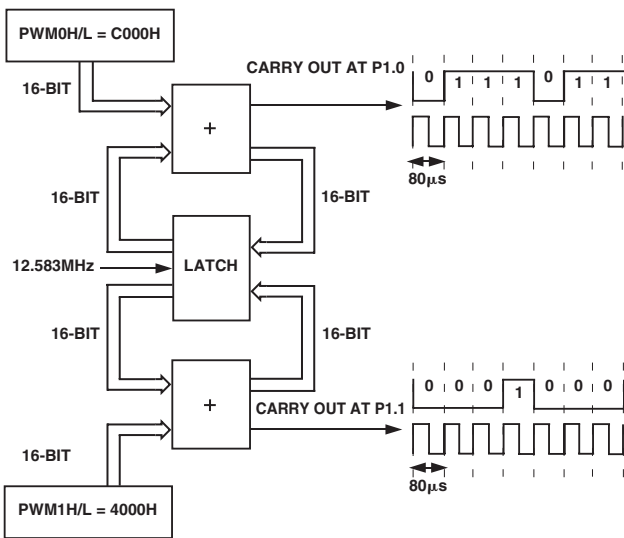 PWM0H/L = C000H
16-BIT
+
CARRY OUT AT P1.0
0 1 1 1 0 1 1
80µs
16-BIT
16-BIT
12.583MHz
LATCH
16-BIT
16-BIT
+
CARRY OUT AT P1.1
0 0 0 1 0 0 0
80µs
16-BIT
PWM1H/L = 4000H